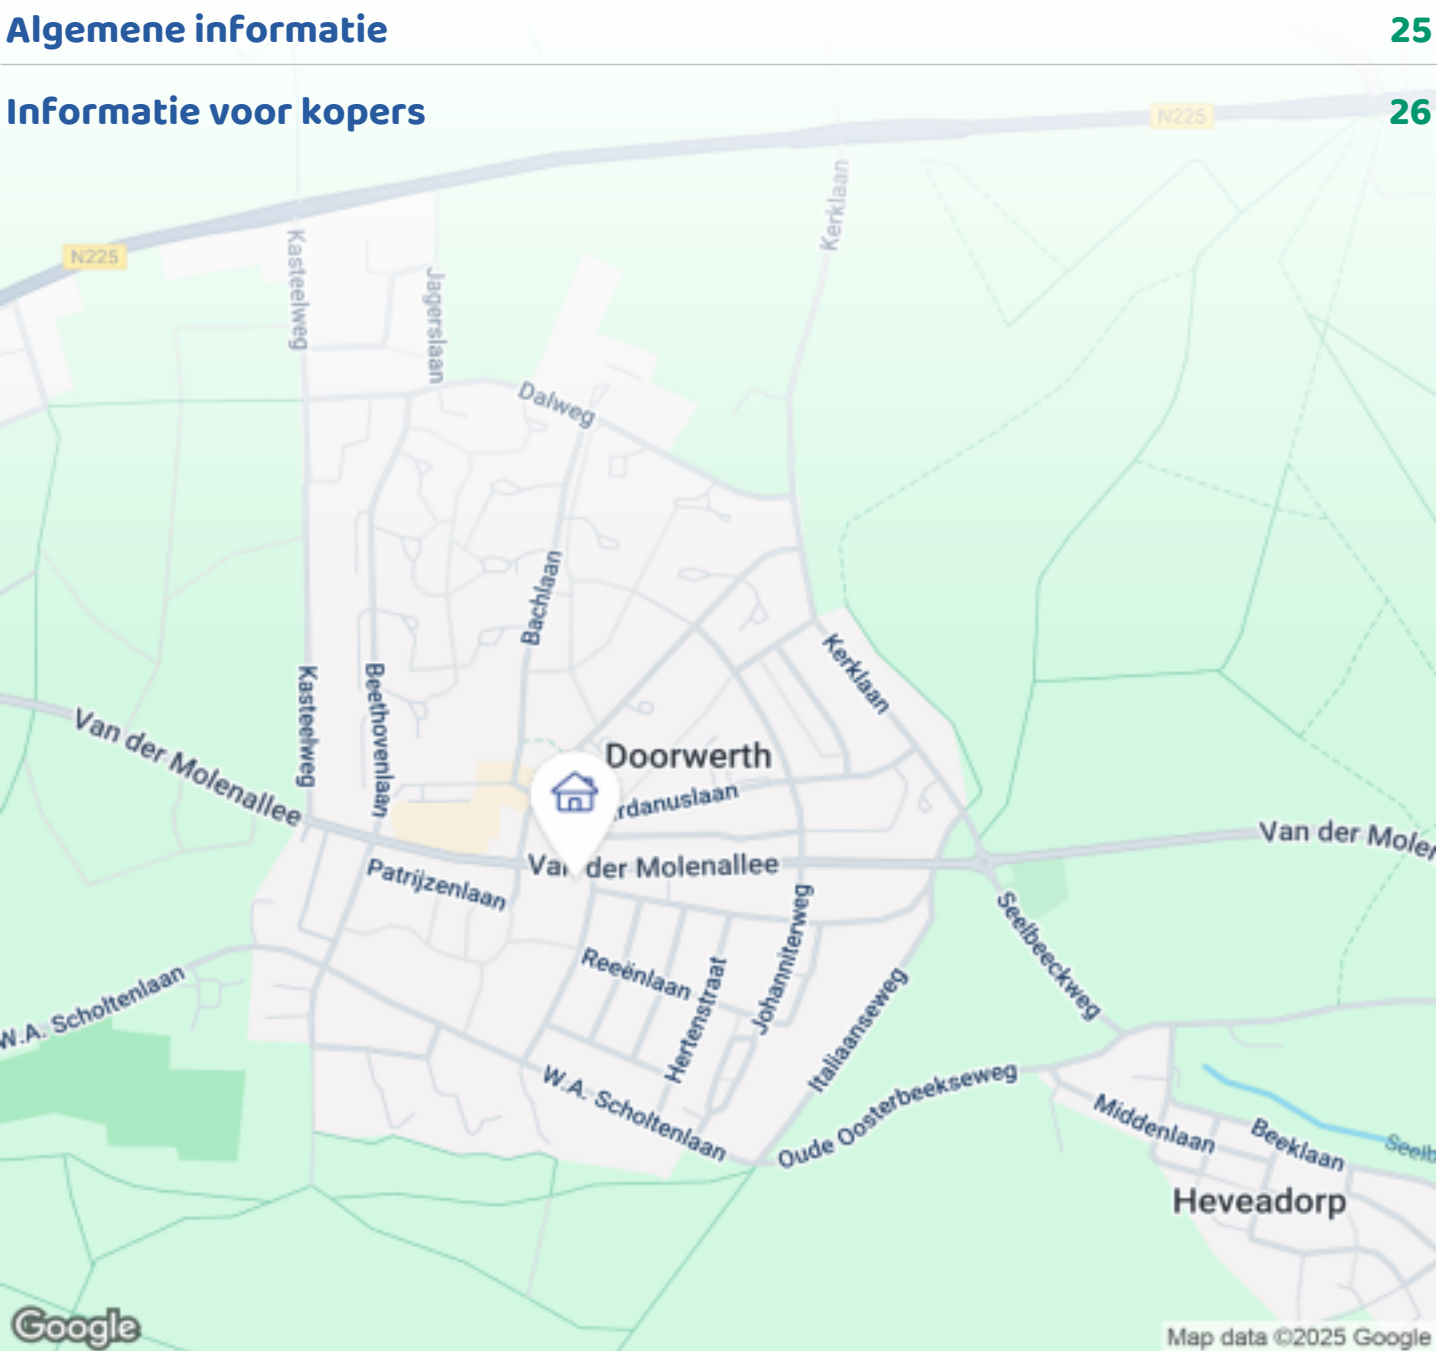 Algemene informatie 25
Informatie voor kopers 26
N225
N225
Kerklaan
Kasteelweg
Jagerslaan
Dalweg
Bachlaan
Kerklaan
Kasteelweg
Beethovenlaan
Van der Molenallee
Doorwerth
rdanuslaan
Van der Molenallee
Van der Moler
Patrijzenlaan
Seelbeeckweg
Reeënlaan
Hertenstraat
Johanniterweg
Italiaanseweg
W.A. Scholtenlaan
W.A. Scholtenlaan
Oude Oosterbeekseweg
Middenlaan
Beeklaan
Seelb
Heveadorp
Google
Map data ©2025 Google